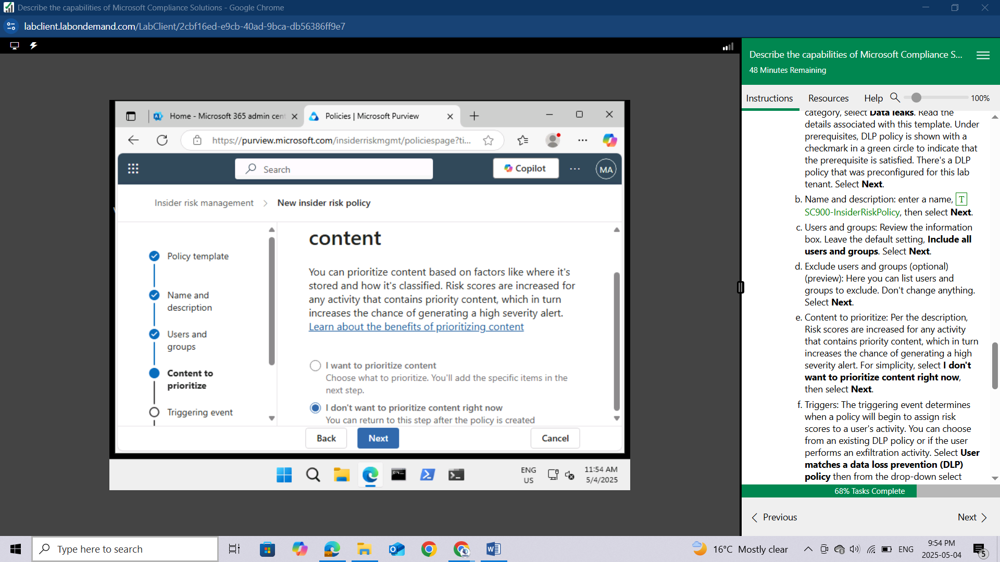 Describe the capabilities of Microsoft Compliance Solutions - Google Chrome
labclient.labondemand.com/LabClient/2cbf16ed-e9cb-40ad-9bca-db56386ff9e7
Home - Microsoft 365 admin cent
Policies | Microsoft Purview
https://purview.microsoft.com/insiderriskmgmt/policiespage?ti...
Search
Copilot
MA
Insider risk management > New insider risk policy
Policy template
Name and
description
Users and
groups
Content to
prioritize
Triggering event
content
You can prioritize content based on factors like where it's
stored and how it's classified. Risk scores are increased for
any activity that contains priority content, which in turn
increases the chance of generating a high severity alert.
Learn about the benefits of prioritizing content
I want to prioritize content
Choose what to prioritize. You'll add the specific items in the
next step.
I don't want to prioritize content right now
You can return to this step after the policy is created
Back
Next
Cancel
ENG
US
11:54 AM
5/4/2025
Describe the capabilities of Microsoft Compliance S...
48 Minutes Remaining
Instructions
Resources
Help
100%
category, select Data leaks. Read the
details associated with this template. Under
prerequisites, DLP policy is shown with a
checkmark in a green circle to indicate that
the prerequisite is satisfied. There's a DLP
policy that was preconfigured for this lab
tenant. Select Next.
b. Name and description: enter a name, T
SC900-InsiderRiskPolicy, then select Next.
c. Users and groups: Review the information
box. Leave the default setting, Include all
users and groups. Select Next.
d. Exclude users and groups (optional)
(preview): Here you can list users and
groups to exclude. Don't change anything.
Select Next.
e. Content to prioritize: Per the description,
Risk scores are increased for any activity
that contains priority content, which in turn
increases the chance of generating a high
severity alert. For simplicity, select I don't
want to prioritize content right now,
then select Next.
f. Triggers: The triggering event determines
when a policy will begin to assign risk
scores to a user's activity. You can choose
from an existing DLP policy or if the user
performs an exfiltration activity. Select User
matches a data loss prevention (DLP)
policy then from the drop-down select
68% Tasks Complete
Previous
Next
Type here to search
16°C Mostly clear
ENG
9:54 PM
2025-05-04
5